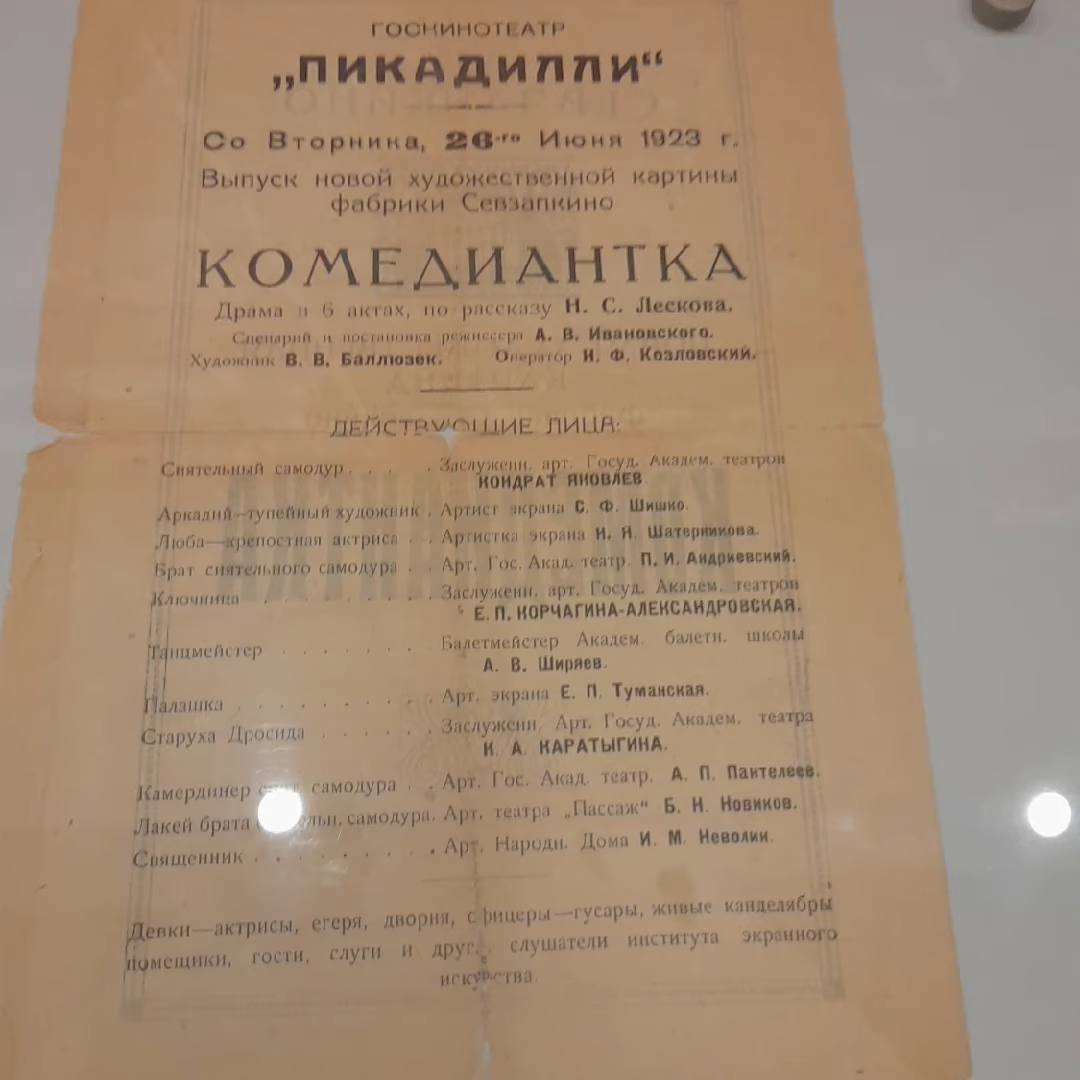 ГОСКИНОТЕАТР
„ПИКАДИЛЛИ“
Со Вторника, 26-го Июня 1923 г.
Выпуск новой художественной картины
фабрики Севзапкино
КОМЕДИАНТКА
Драма в 6 актах, по рассказу Н. С. Лескова.
Сценарий и постановка режиссера А. В. Ивановского.
Художник В. В. Баллюзек. Оператор И. Ф. Козловский.
ДЕЙСТВУЮЩИЕ ЛИЦА:
Сиятельный самодур . . . . Заслуженн. арт. Госуд. Академ. театров
КОНДРАТ ЯКОВЛЕВ
Аркадий—тупейный художник . Артист экрана С. Ф. Шишко.
Люба—крепостная актриса . . Артистка экрана Н. Я. Шатерникова.
Брат сиятельного самодура . . Арт. Гос. Акад. театр. П. И. Андриевский.
Ключница . . . . . . . . . Заслуженн. арт. Госуд. Академ. театров
Е. П. КОРЧАГИНА-АЛЕКСАНДРОВСКАЯ.
Танцмейстер . . . . . . . Балетмейстер Академ. балетн. школы
А. В. Ширяев.
Палашка . . . . . . . . . . Арт. экрана Е. П. Туманская.
Старуха Дросида . . . . . . Заслуженн. Арт. Госуд. Академ. театра
К. А. КАРАТЫГИНА.
Камердинер самодура . . Арт. Гос. Акад. театр. А. П. Пантелеев.
Лакей брата самодура. Арт. театра „Пассаж“ Б. Н. Новиков.
Священник . . . . . . . . . . Арт. Народн. Дома И. М. Неволин.
Девки—актрисы, егеря, дворня, офицеры—гусары, живые канделябры
помещики, гости, слуги и друг. слушатели института экранного
искусства.